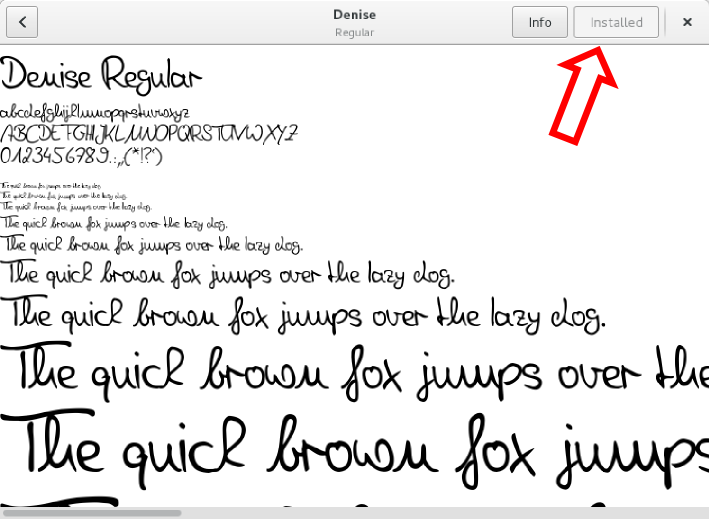 Denise
Regular
Info
Installed
Denise Regular
abcdefghijklmnopqrstuvwxyz
ABCDEFGHIJKLMNOPQRSTUVWXYZ
0123456789.:,;(*!?')
The quick brown fox jumps over the lazy dog.
The quick brown fox jumps over the lazy dog.
The quick brown fox jumps over the lazy dog.
The quick brown fox jumps over the lazy dog.
The quick brown fox jumps over the lazy dog.
The quick brown fox jumps over the lazy dog.
The quick brown fox jumps over the lazy dog.
The quick brown fox jumps over the
The quick brown fox jumps